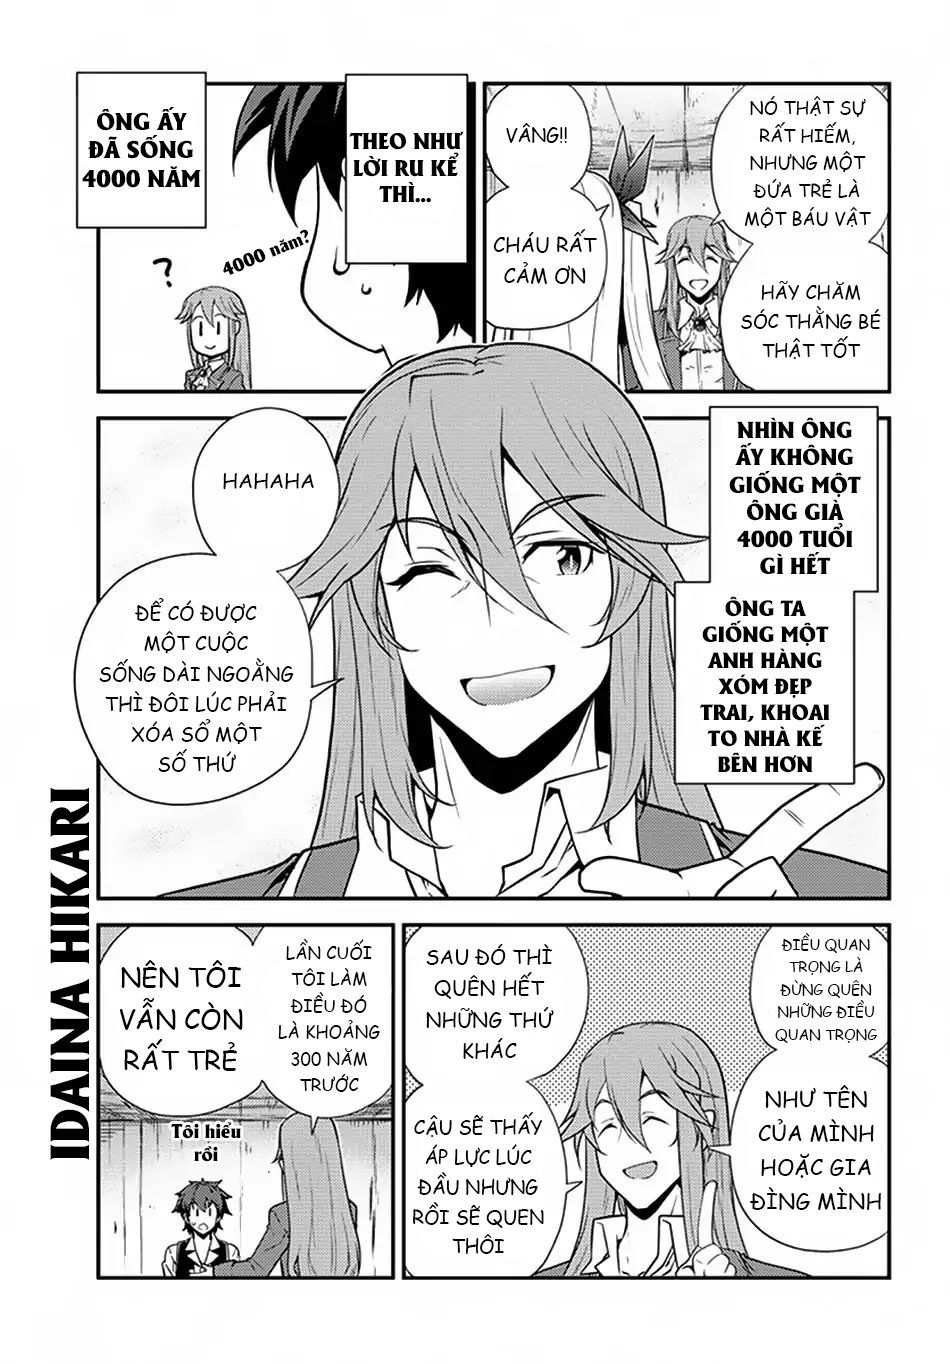 NÓ THẬT SỰ
RẤT HIẾM,
NHƯNG MỘT
ĐỨA TRẺ LÀ
MỘT BÁU VẬT
HÃY CHĂM
SÓC THẰNG BÉ
THẬT TỐT
VÂNG!!
CHÁU RẤT
CẢM ƠN
THEO NHƯ
LỜI RU KỂ
THÌ...
ÔNG ẤY
ĐÃ SỐNG
4000 NĂM
4000 năm?
?
NHÌN ÔNG
ẤY KHÔNG
GIỐNG MỘT
ÔNG GIÀ
4000 TUỔI
GÌ HẾT
ÔNG TA
GIỐNG MỘT
ANH HÀNG
XÓM ĐẸP
TRAI, KHOAI
TO NHÀ KẾ
BÊN HƠN
HAHAHA
ĐỂ CÓ ĐƯỢC
MỘT CUỘC
SỐNG DÀI NGOẰNG
THÌ ĐÔI LÚC PHẢI
XÓA SỔ MỘT
SỐ THỨ
ĐIỀU QUAN
TRỌNG LÀ
ĐỪNG QUÊN
NHỮNG ĐIỀU
QUAN TRỌNG
NHƯ TÊN
CỦA MÌNH
HOẶC GIA
ĐÌNG MÌNH
SAU ĐÓ THÌ
QUÊN HẾT
NHỮNG THỨ
KHÁC
CẬU SẼ THẤY
ÁP LỰC LÚC
ĐẦU NHƯNG
RỒI SẼ QUEN
THÔI
LẦN CUỐI
TÔI LÀM
ĐIỀU ĐÓ
LÀ KHOẢNG
300 NĂM
TRƯỚC
NÊN TÔI
VẪN CÒN
RẤT TRẺ
Tôi hiểu
rồi
IDAINA HIKARI